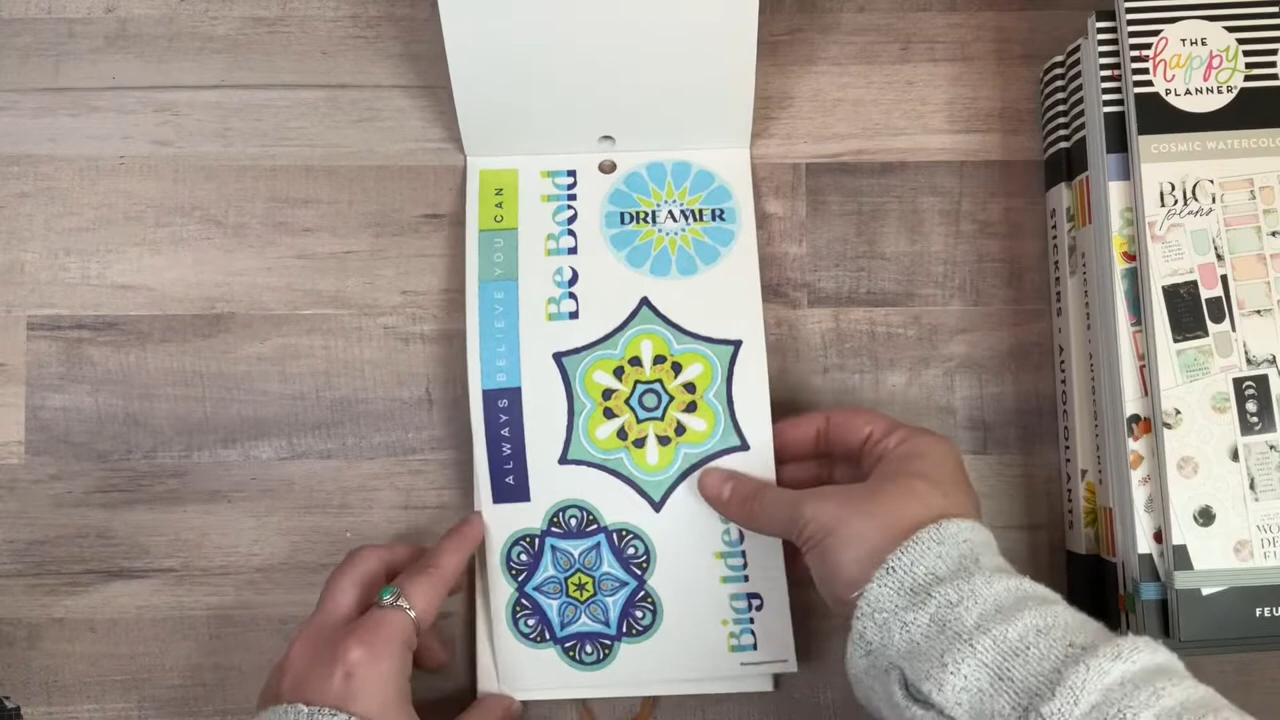 ALWAYS BELIEVE YOU CAN
Be Bold
DREAMER
Big Ide
THE
happy
PLANNER
COSMIC WATERCOLO
BIG
plans
STICKERS • AUTOCOLLANTS
STICKERS • AUTOCOLLANTS
FEU